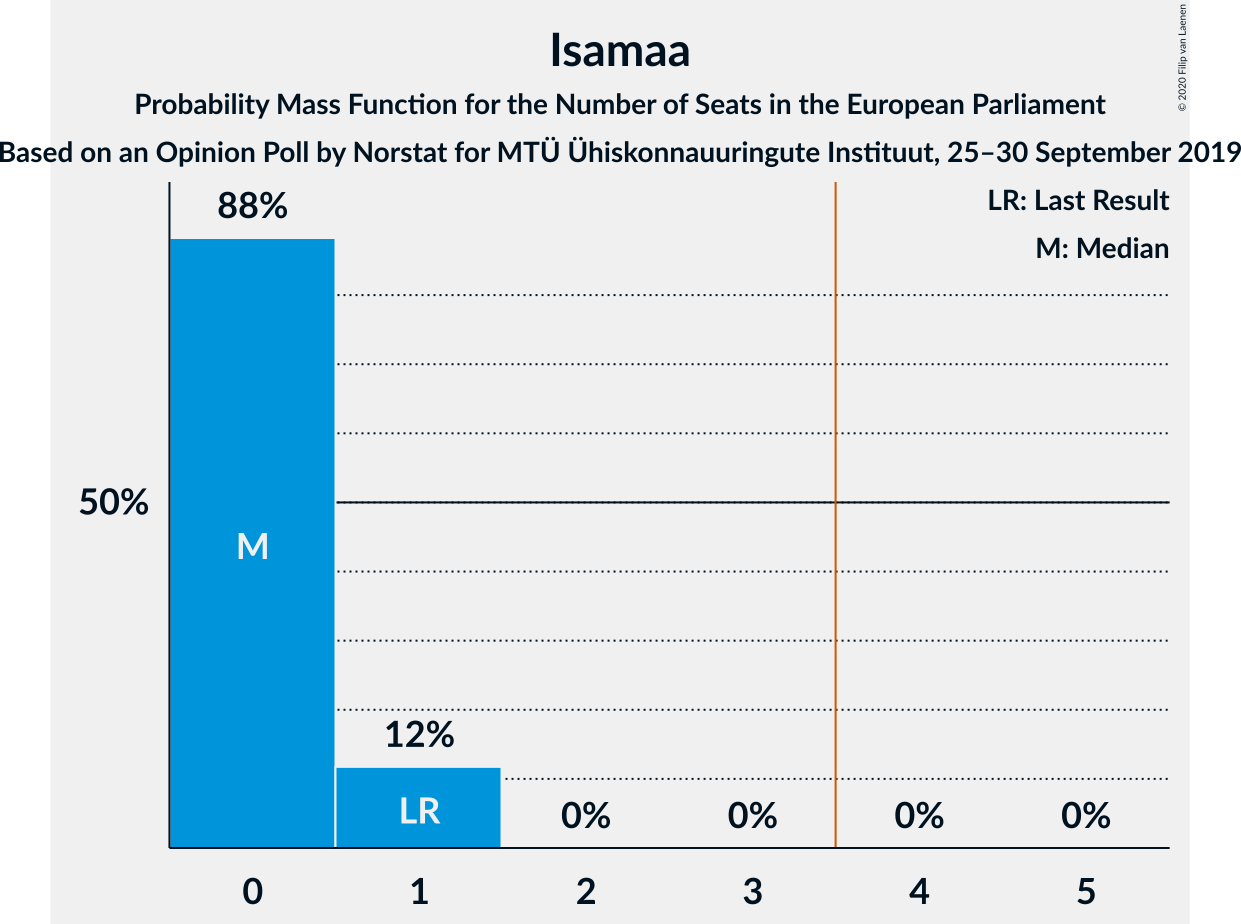 Isamaa
Probability Mass Function for the Number of Seats in the European Parliament
Based on an Opinion Poll by Norstat for MTÜ Ühiskonnauuringute Instituut, 25–30 September 2019
© 2020 Filip van Laenen
LR: Last Result
M: Median
88%
50%
M
12%
LR
0%
0%
0%
0%
0
1
2
3
4
5